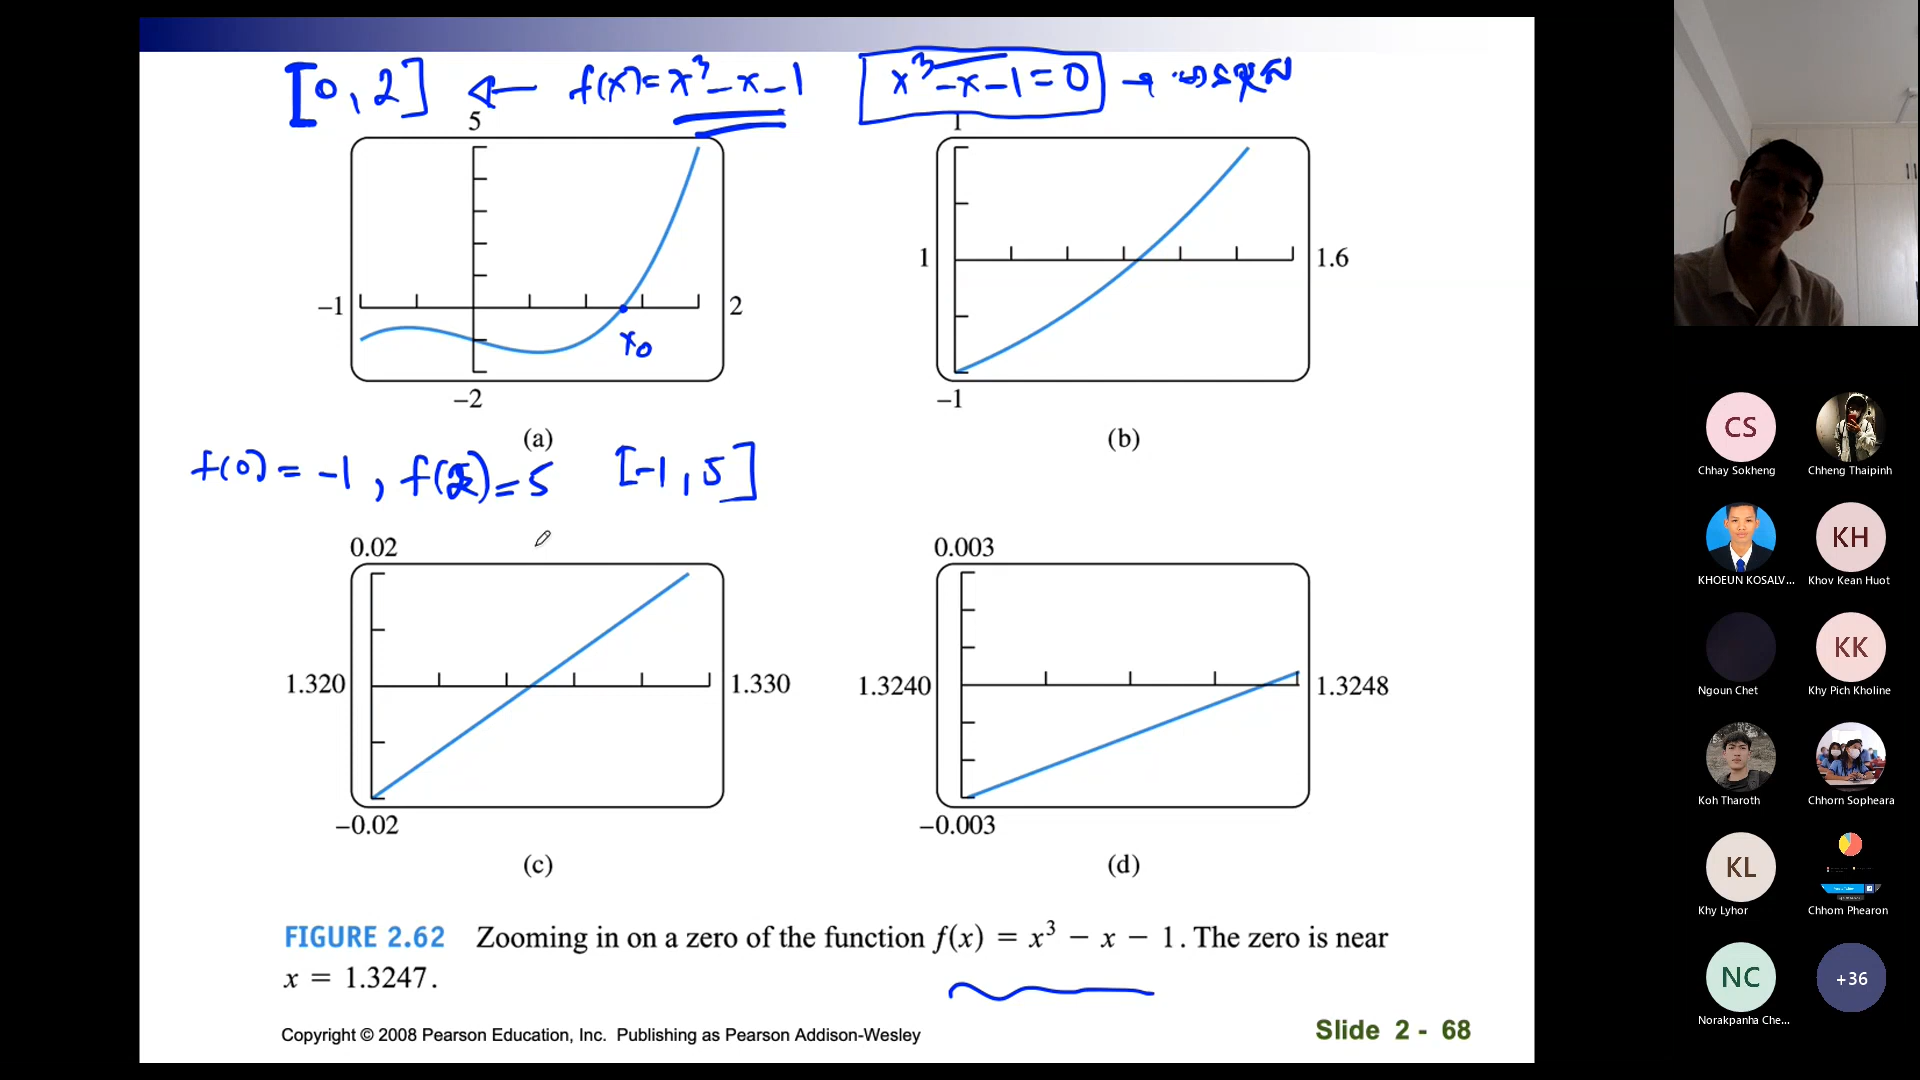 [0, 2] ← f(x)= x³ – x – 1
x³ – x – 1 = 0 →
5
–1
2
x₀
–2
(a)
1
1
1.6
–1
(b)
f(0) = –1, f(2) = 5 [–1, 5]
0.02
1.320
1.330
–0.02
(c)
0.003
1.3240
1.3248
–0.003
(d)
FIGURE 2.62 Zooming in on a zero of the function f(x) = x³ – x – 1. The zero is near
x = 1.3247.
Copyright © 2008 Pearson Education, Inc. Publishing as Pearson Addison-Wesley
Slide 2 - 68
CS
Chhay Sokheng
Chheng Thaipinh
KHOEUN KOSALV...
KH
Khov Kean Huot
Ngoun Chet
KK
Khy Pich Kholine
Koh Tharoth
Chhorn Sopheara
KL
Khy Lyhor
Chhom Phearon
NC
Norakpanha Che...
+36